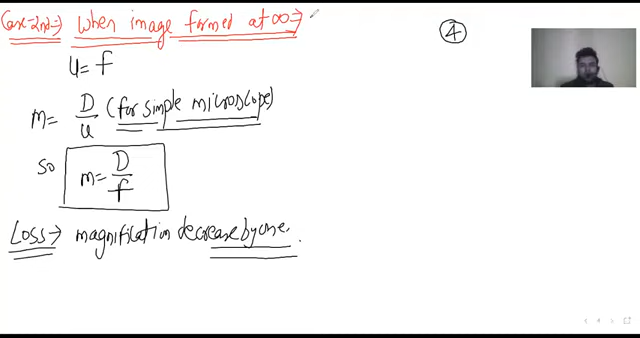 Case-2nd→ When image formed at ∞→
④
u= f
m= D/u (for simple microscope)
so m= D/f
Loss→ magnification decrease by one.